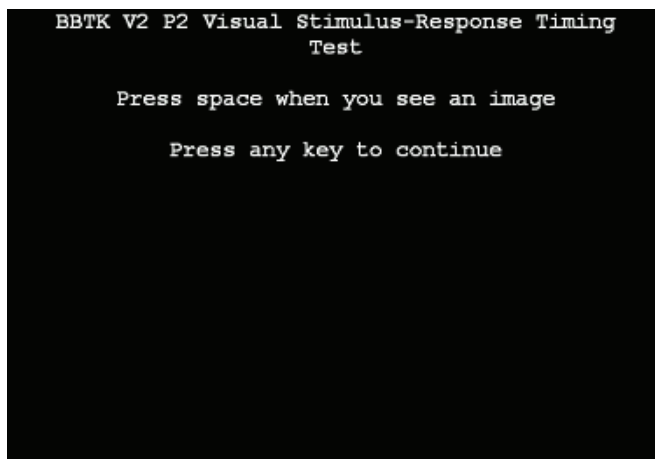 BBTK V2 P2 Visual Stimulus-Response Timing
Test
Press space when you see an image
Press any key to continue